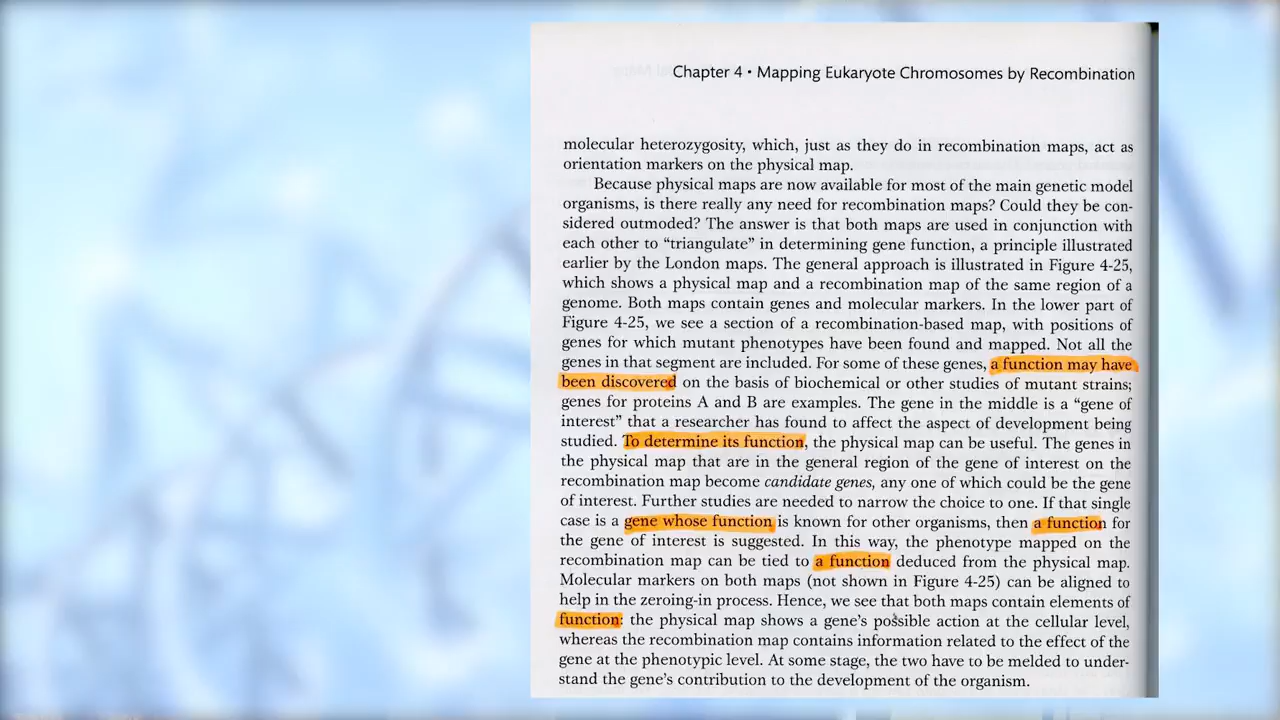 Chapter 4 • Mapping Eukaryote Chromosomes by Recombination
molecular heterozygosity, which, just as they do in recombination maps, act as
orientation markers on the physical map.
Because physical maps are now available for most of the main genetic model
organisms, is there really any need for recombination maps? Could they be con-
sidered outmoded? The answer is that both maps are used in conjunction with
each other to “triangulate” in determining gene function, a principle illustrated
earlier by the London maps. The general approach is illustrated in Figure 4-25,
which shows a physical map and a recombination map of the same region of a
genome. Both maps contain genes and molecular markers. In the lower part of
Figure 4-25, we see a section of a recombination-based map, with positions of
genes for which mutant phenotypes have been found and mapped. Not all the
genes in that segment are included. For some of these genes, a function may have
been discovered on the basis of biochemical or other studies of mutant strains;
genes for proteins A and B are examples. The gene in the middle is a “gene of
interest” that a researcher has found to affect the aspect of development being
studied. To determine its function, the physical map can be useful. The genes in
the physical map that are in the general region of the gene of interest on the
recombination map become candidate genes, any one of which could be the gene
of interest. Further studies are needed to narrow the choice to one. If that single
case is a gene whose function is known for other organisms, then a function for
the gene of interest is suggested. In this way, the phenotype mapped on the
recombination map can be tied to a function deduced from the physical map.
Molecular markers on both maps (not shown in Figure 4-25) can be aligned to
help in the zeroing-in process. Hence, we see that both maps contain elements of
function: the physical map shows a gene’s possible action at the cellular level,
whereas the recombination map contains information related to the effect of the
gene at the phenotypic level. At some stage, the two have to be melded to under-
stand the gene’s contribution to the development of the organism.